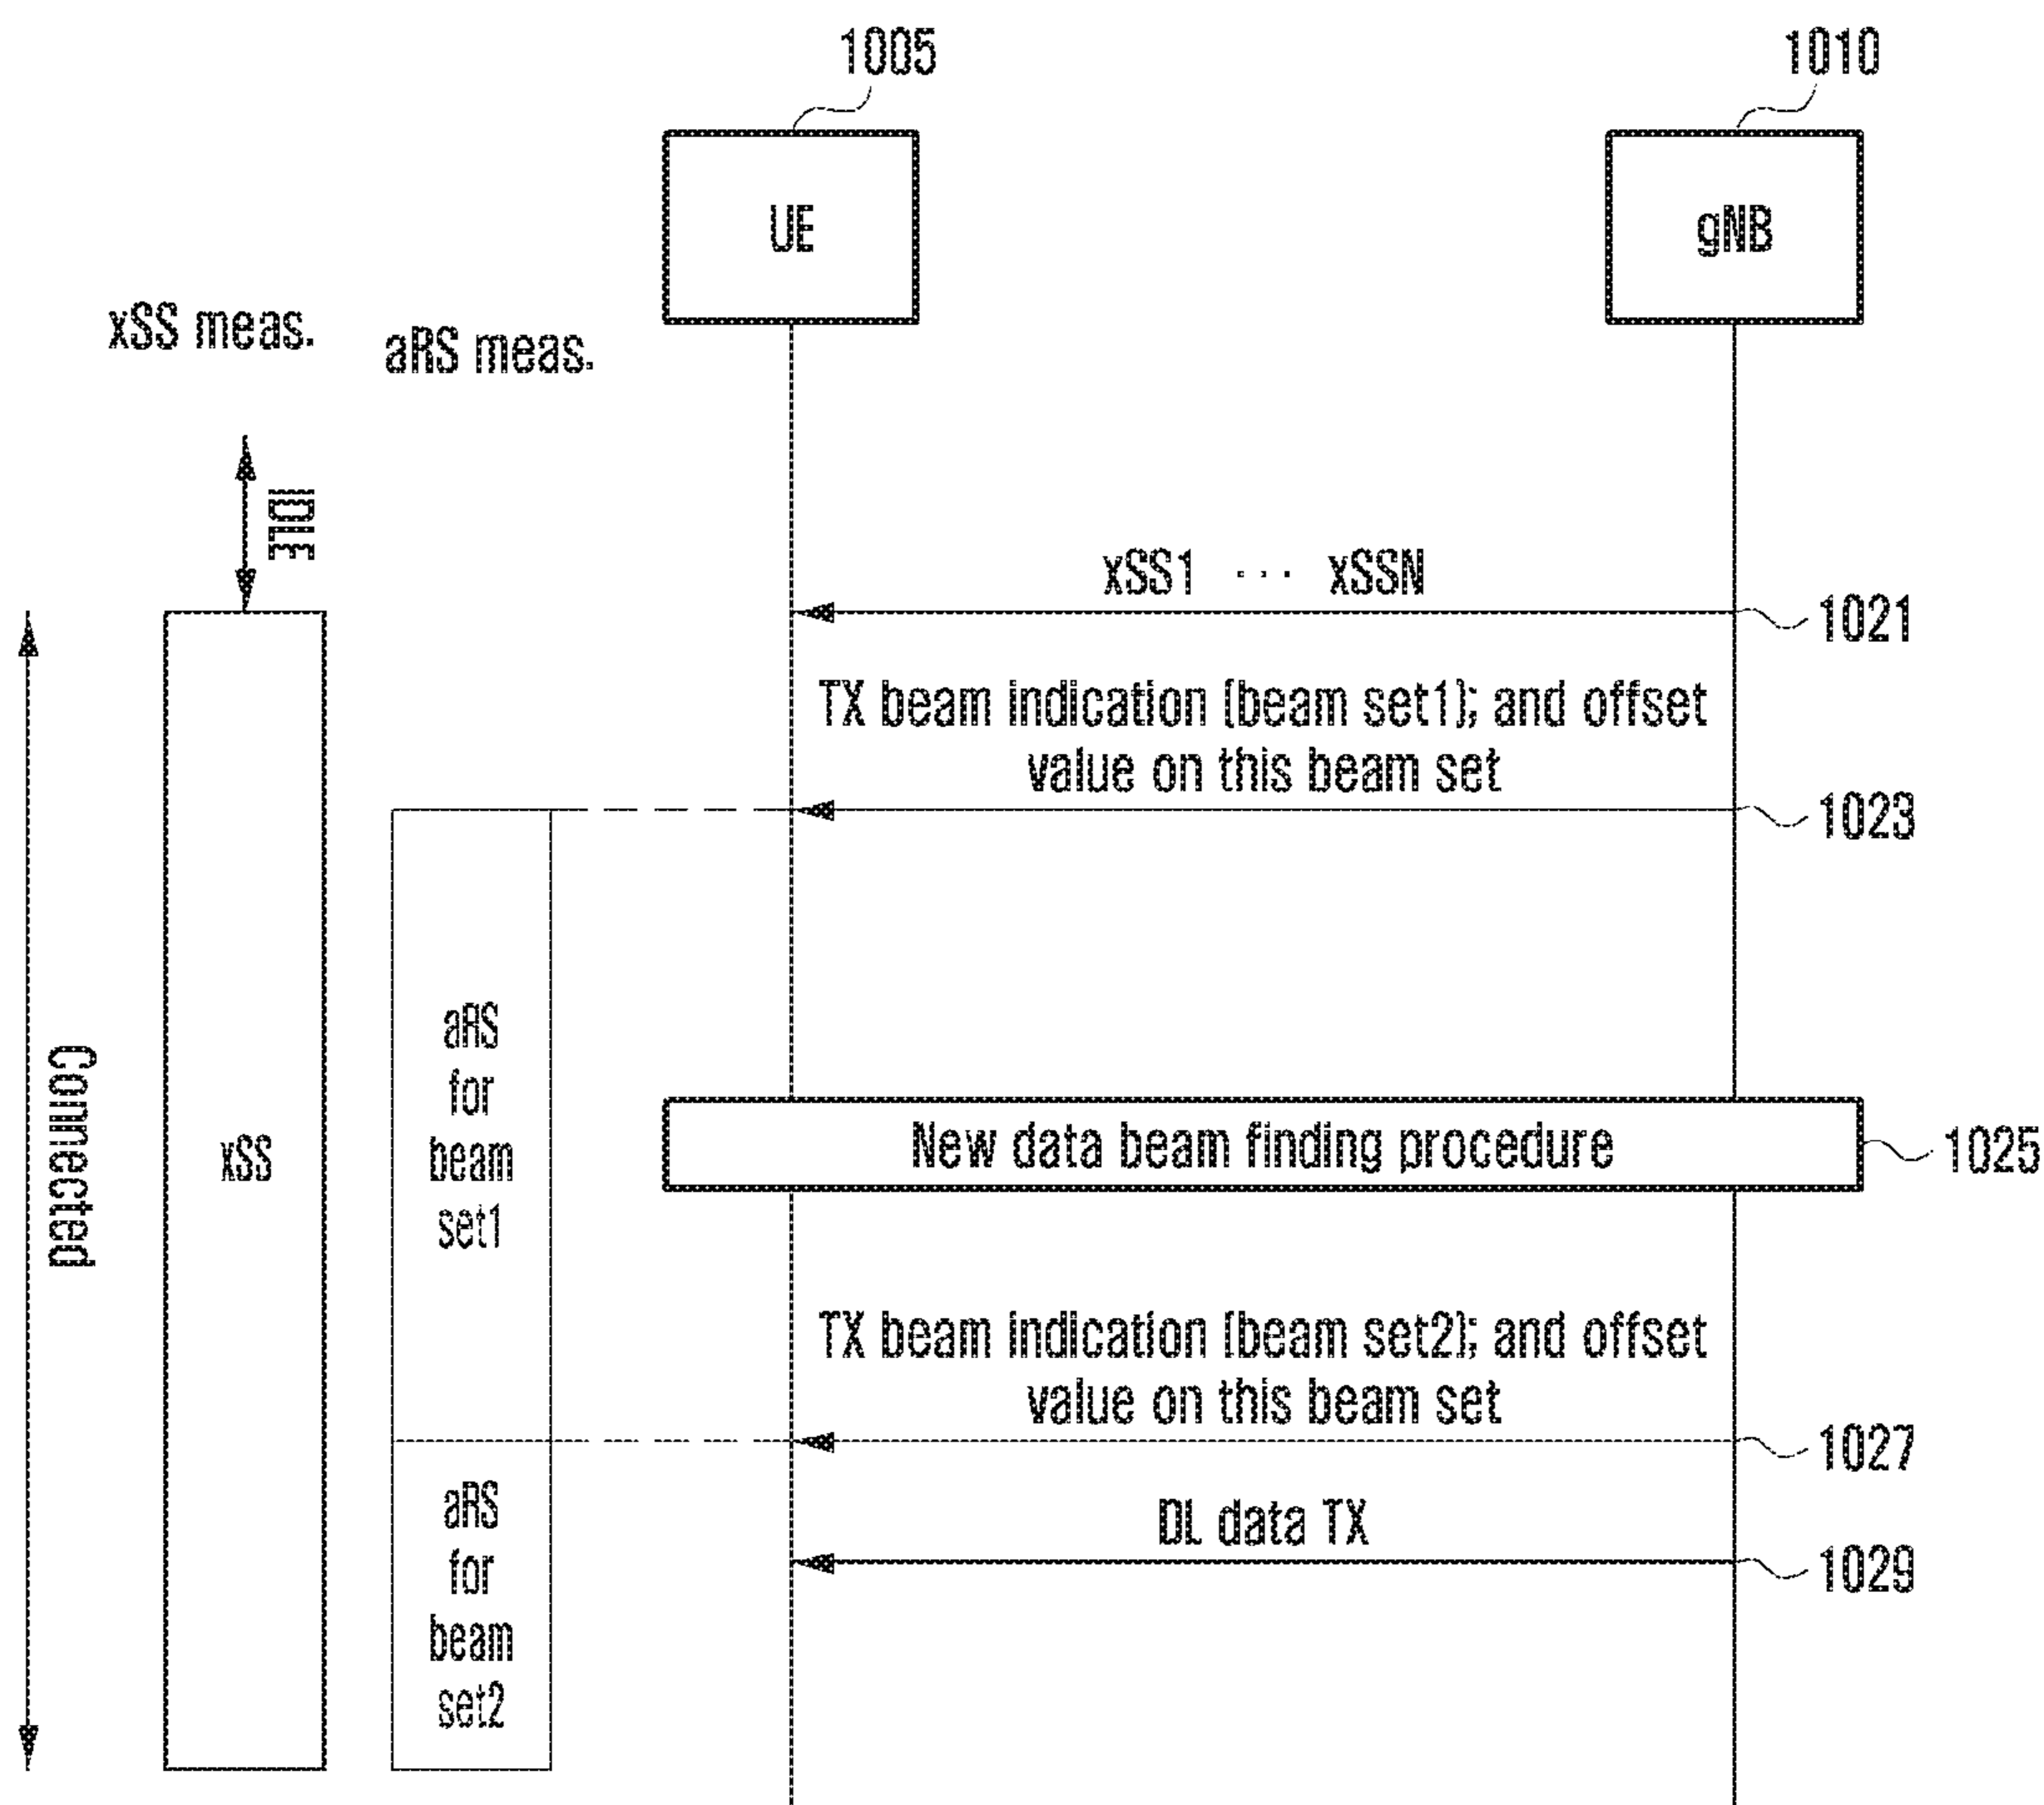 1005
1010
UE
gNB
xSS meas.
aRS meas.
IDLE
xSS1 ··· xSSN
1021
TX beam indication (beam set1); and offset
value on this beam set
1023
Connected
xSS
aRS
for
beam
set1
New data beam finding procedure
1025
TX beam indication (beam set2); and offset
value on this beam set
1027
aRS
for
beam
set2
DL data TX
1029